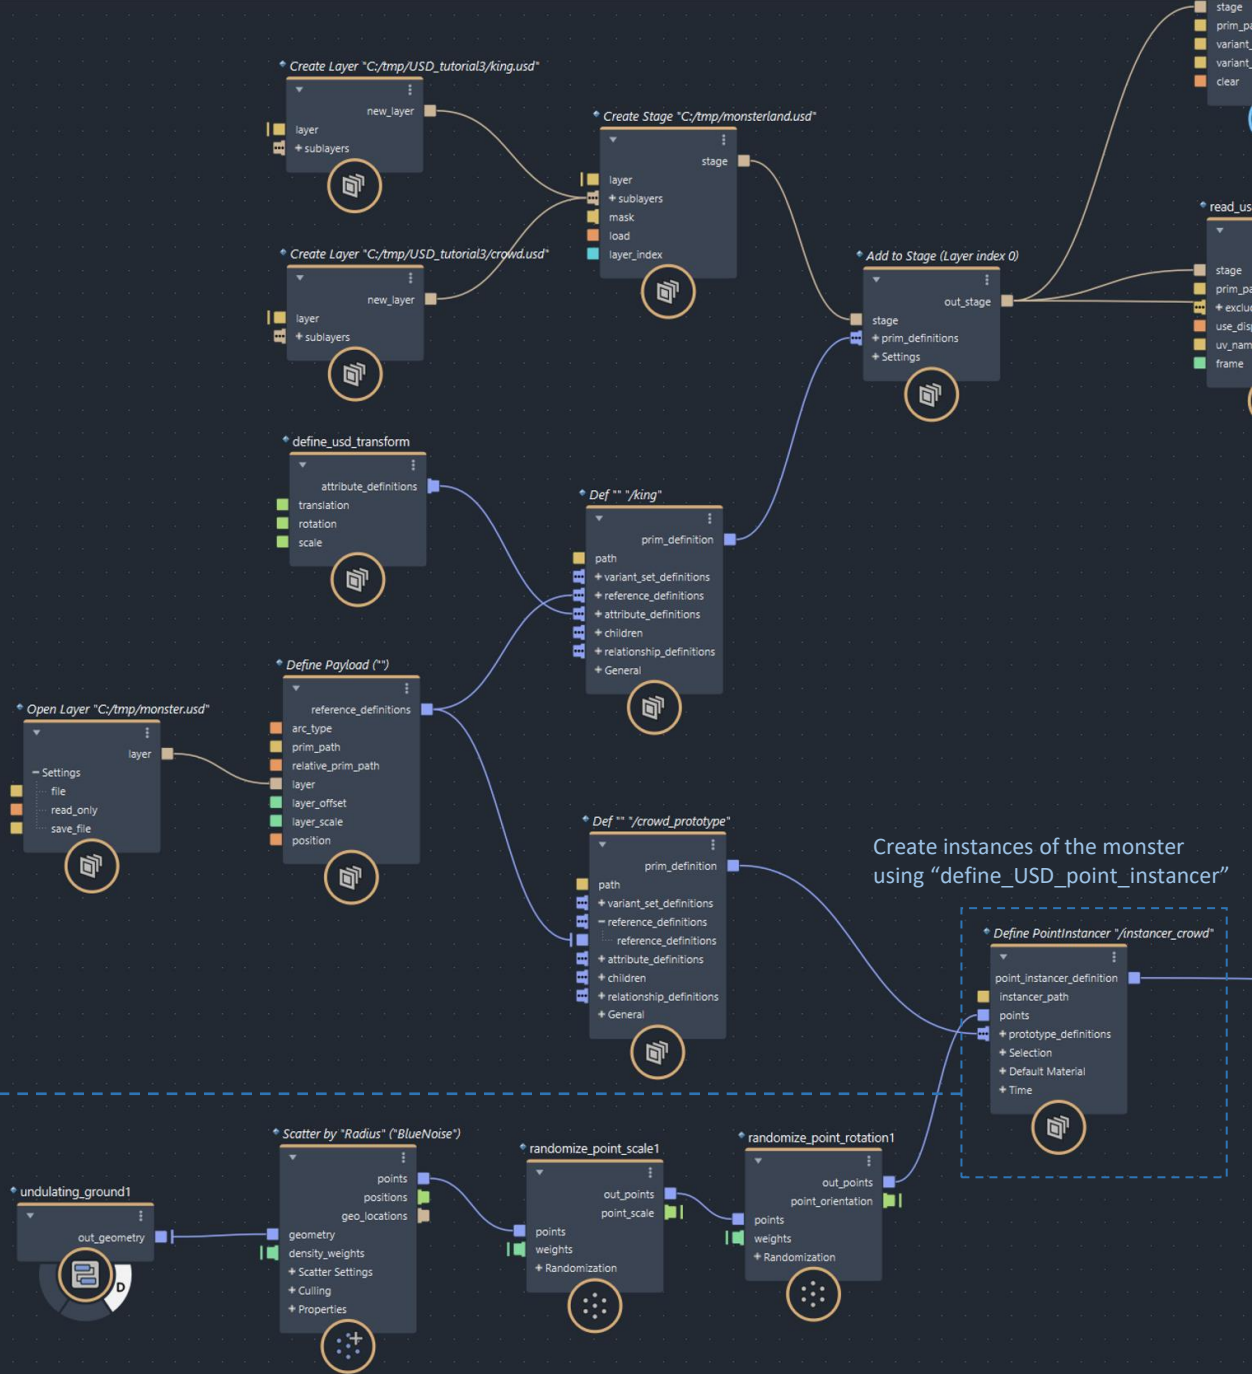 stage
prim_pa
variant_
variant_
clear
Create Layer "C:/tmp/USD_tutorial3/king.usd"
new_layer
layer
+ sublayers
Create Stage "C:/tmp/monsterland.usd"
stage
layer
+ sublayers
mask
load
layer_index
read_us
stage
prim_pa
+ exclud
use_disp
uv_nam
frame
Create Layer "C:/tmp/USD_tutorial3/crowd.usd"
new_layer
layer
+ sublayers
Add to Stage (Layer index 0)
out_stage
stage
+ prim_definitions
+ Settings
define_usd_transform
attribute_definitions
translation
rotation
scale
Def "" "/king"
prim_definition
path
+ variant_set_definitions
+ reference_definitions
+ attribute_definitions
+ children
+ relationship_definitions
+ General
Define Payload ("")
reference_definitions
arc_type
prim_path
relative_prim_path
layer
layer_offset
layer_scale
position
Open Layer "C:/tmp/monster.usd"
layer
− Settings
file
read_only
save_file
Def "" "/crowd_prototype"
prim_definition
path
+ variant_set_definitions
− reference_definitions
reference_definitions
+ attribute_definitions
+ children
+ relationship_definitions
+ General
Create instances of the monster
using “define_USD_point_instancer”
Define PointInstancer "/instancer_crowd"
point_instancer_definition
instancer_path
points
+ prototype_definitions
+ Selection
+ Default Material
+ Time
undulating_ground1
out_geometry
D
Scatter by "Radius" ("BlueNoise")
points
positions
geo_locations
geometry
density_weights
+ Scatter Settings
+ Culling
+ Properties
randomize_point_scale1
out_points
point_scale
points
weights
+ Randomization
randomize_point_rotation1
out_points
point_orientation
points
weights
+ Randomization